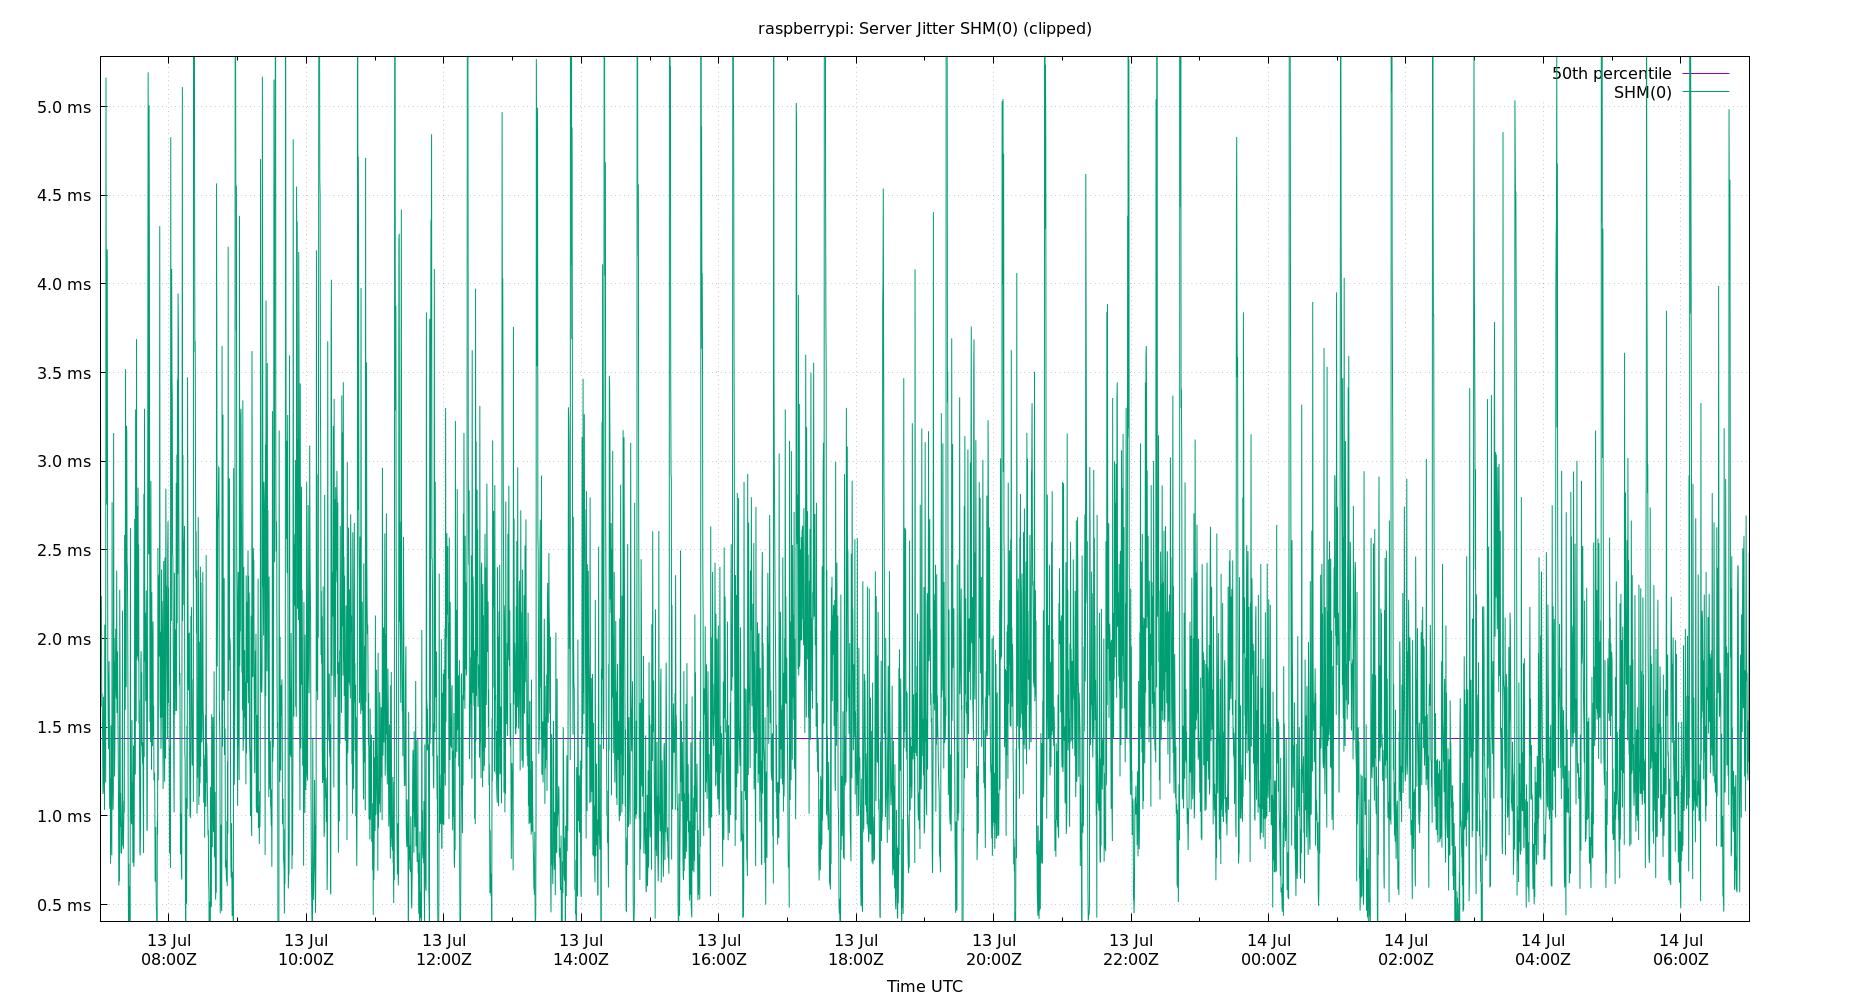 raspberrypi: Server Jitter SHM(0) (clipped)
50th percentile
SHM(0)
5.0 ms
4.5 ms
4.0 ms
3.5 ms
3.0 ms
2.5 ms
2.0 ms
1.5 ms
1.0 ms
0.5 ms
13 Jul 13 Jul 13 Jul 13 Jul 13 Jul 13 Jul 13 Jul 13 Jul 14 Jul 14 Jul 14 Jul 14 Jul
08:00Z 10:00Z 12:00Z 14:00Z 16:00Z 18:00Z 20:00Z 22:00Z 00:00Z 02:00Z 04:00Z 06:00Z
Time UTC